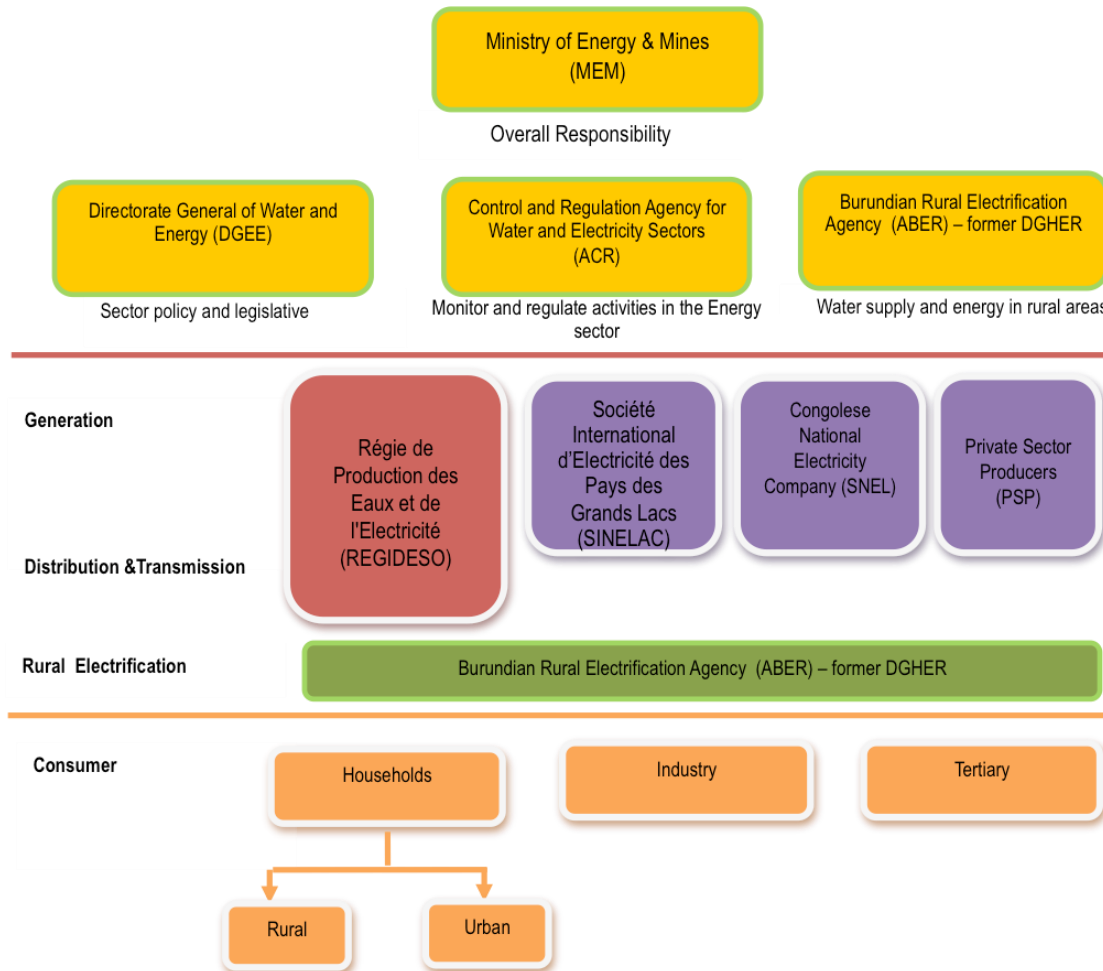 Ministry of Energy & Mines
(MEM)
Overall Responsibility
Directorate General of Water and
Energy (DGEE)
Sector policy and legislative
Control and Regulation Agency for
Water and Electricity Sectors
(ACR)
Monitor and regulate activities in the Energy
sector
Burundian Rural Electrification
Agency (ABER) – former DGHER
Water supply and energy in rural areas
Generation
Régie de
Production des
Eaux et de
l'Electricité
(REGIDESO)
Société
International
d'Electricité des
Pays des
Grands Lacs
(SINELAC)
Congolese
National
Electricity
Company (SNEL)
Private Sector
Producers
(PSP)
Distribution &Transmission
Rural Electrification
Burundian Rural Electrification Agency (ABER) – former DGHER
Consumer
Households
Industry
Tertiary
Rural
Urban